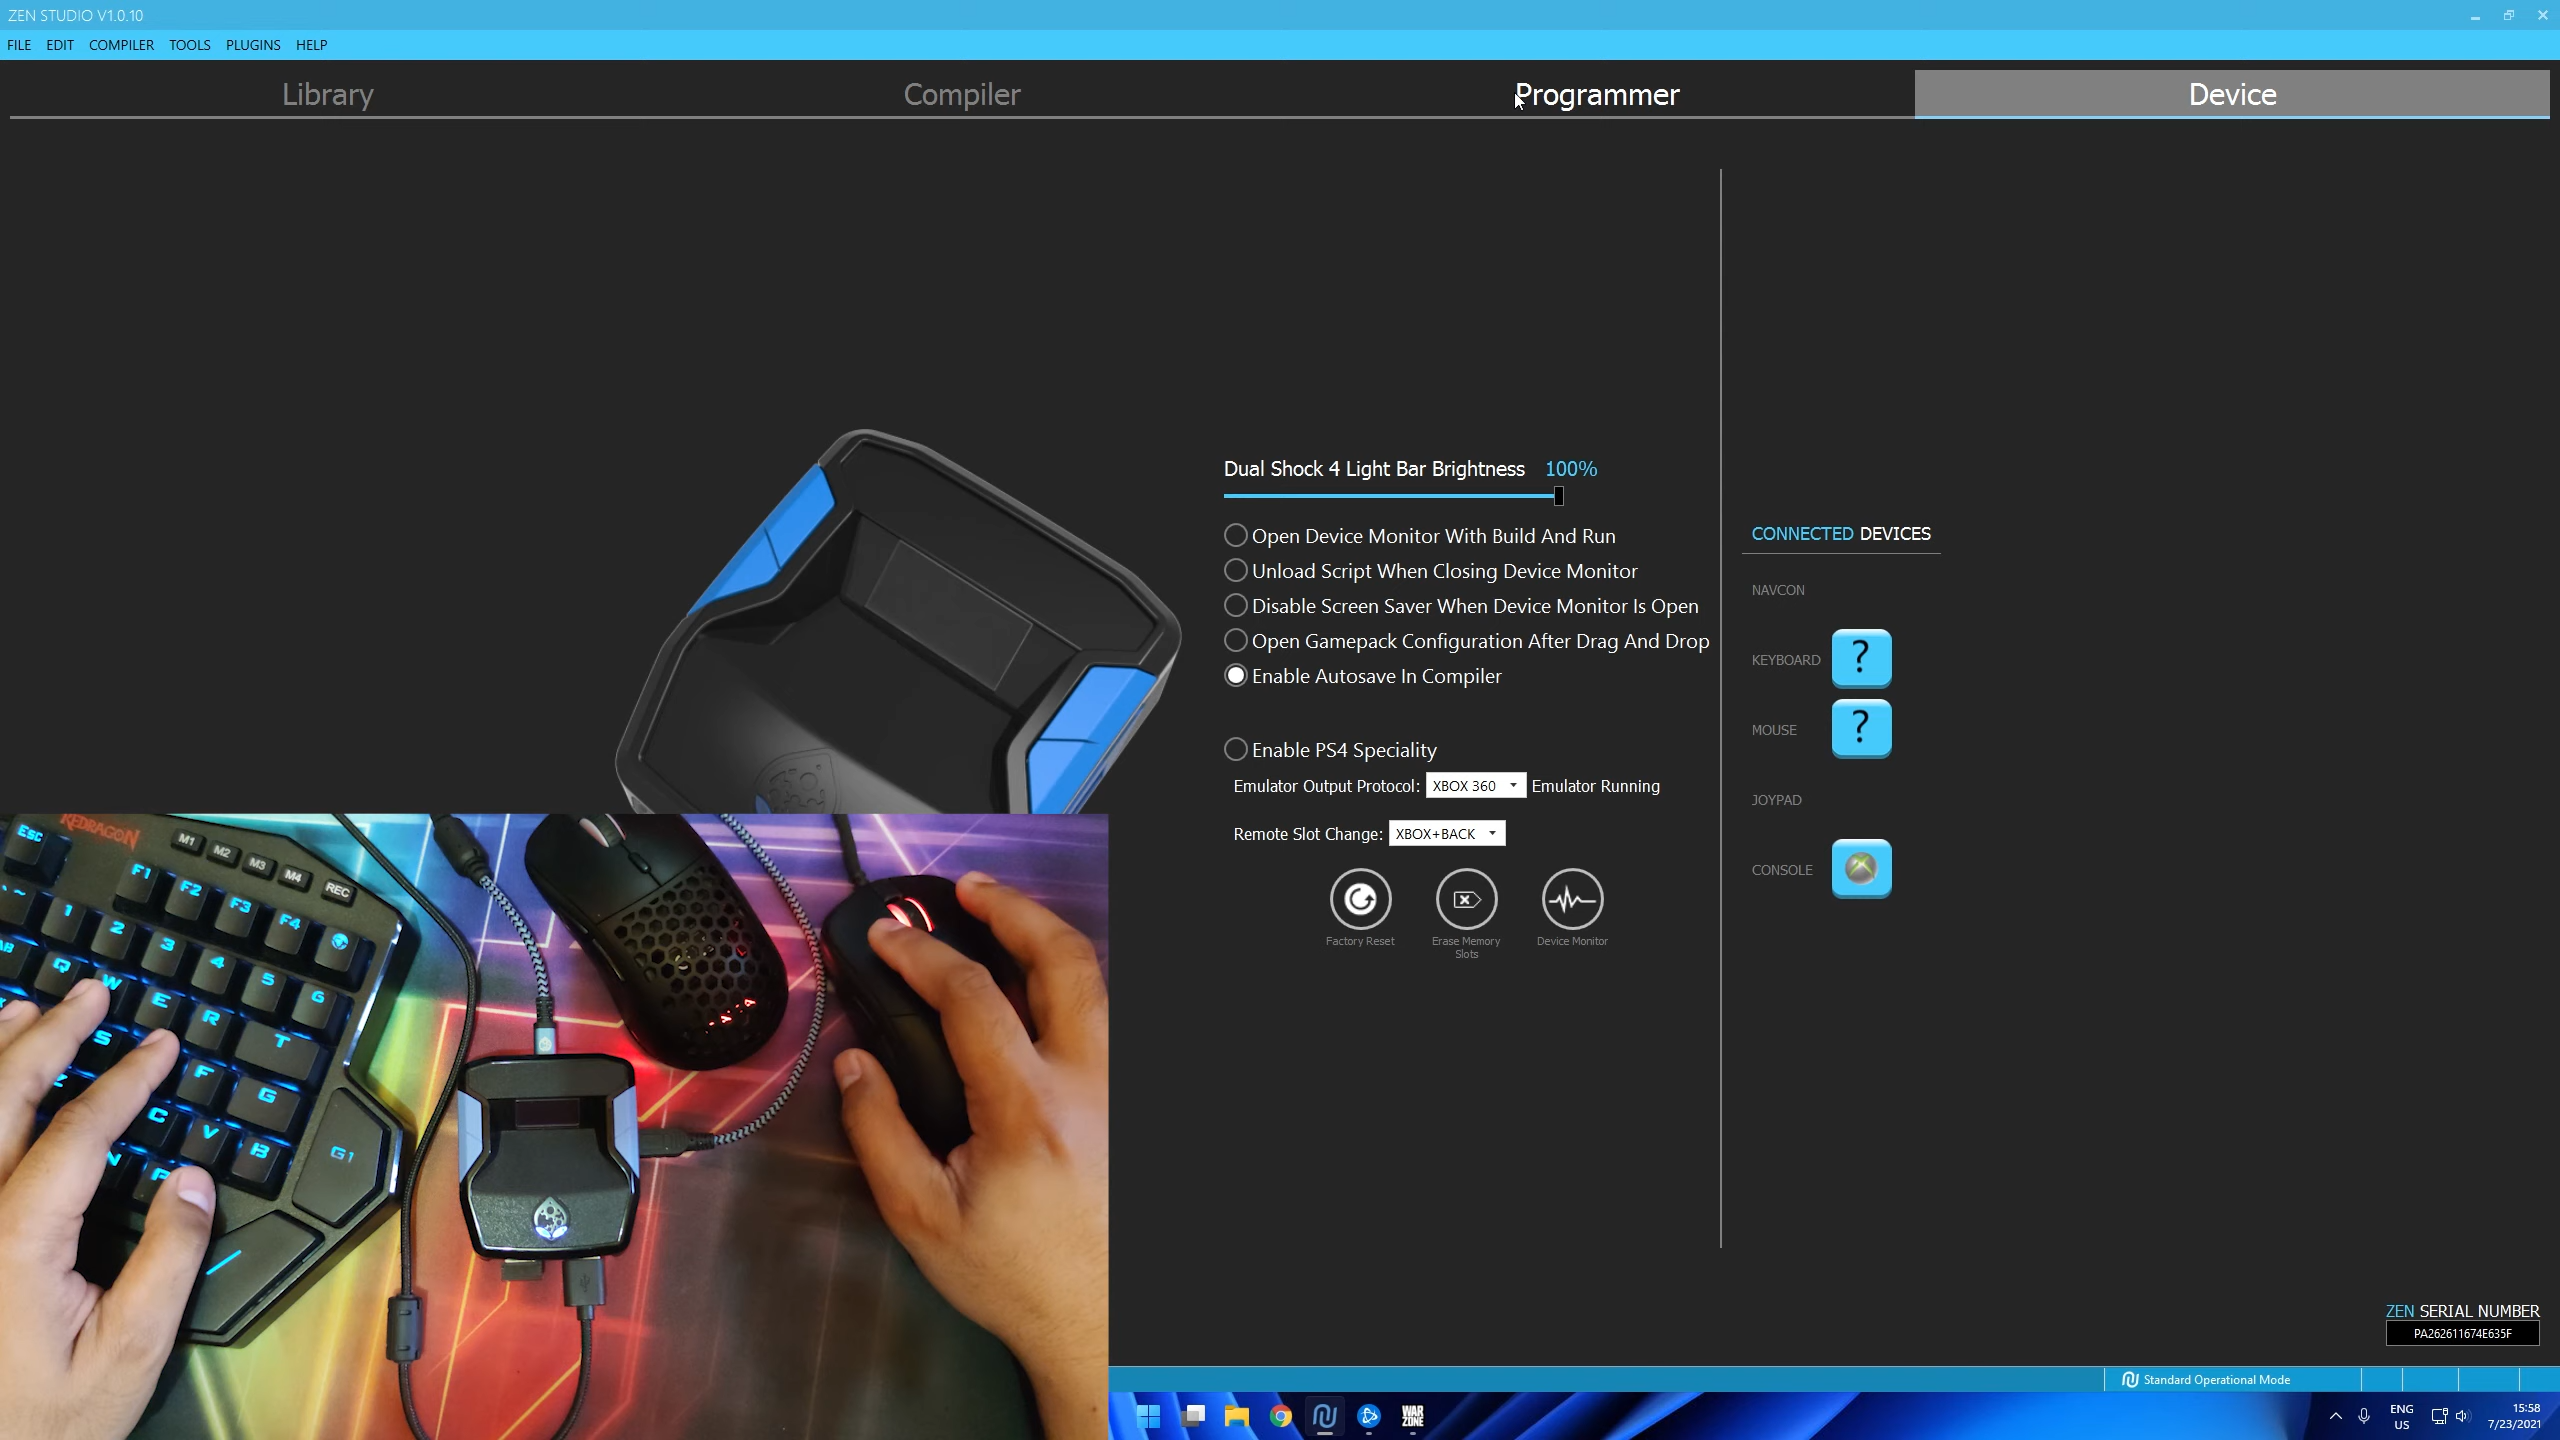 ZEN STUDIO V1.0.10
FILE EDIT COMPILER TOOLS PLUGINS HELP
Library Compiler Programmer Device
Dual Shock 4 Light Bar Brightness 100%
Open Device Monitor With Build And Run
Unload Script When Closing Device Monitor
Disable Screen Saver When Device Monitor Is Open
Open Gamepack Configuration After Drag And Drop
Enable Autosave In Compiler
Enable PS4 Speciality
Emulator Output Protocol: XBOX 360 Emulator Running
Remote Slot Change: XBOX+BACK
Factory Reset
Erase Memory
Slots
Device Monitor
CONNECTED DEVICES
NAVCON
KEYBOARD ?
MOUSE ?
JOYPAD
CONSOLE
ZEN SERIAL NUMBER
PA262611674E635F
Standard Operational Mode
REDRAGON
Esc M1 M2 M3 M4 REC
F1 F2 F3 F4
1 2 3 4 5 G
Q W E R T
S F G
C V B
G1
WAR
ZONE
ENG
US
15:58
7/23/2021